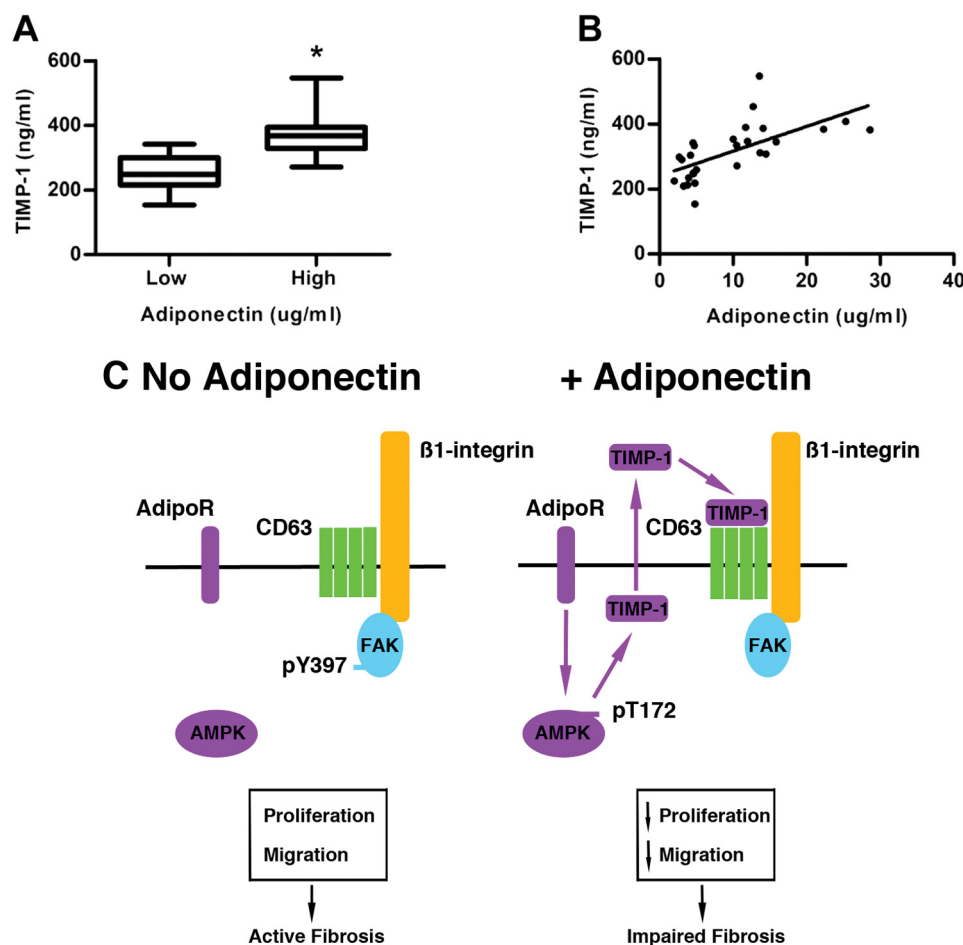 A
600
400
200
0
TIMP-1 (ng/ml)
*
Low High
Adiponectin (ug/ml)
B
600
400
200
0
TIMP-1 (ng/ml)
0 10 20 30 40
Adiponectin (ug/ml)
C No Adiponectin
ß1-integrin
AdipoR
CD63
FAK
pY397
AMPK
Proliferation
Migration
Active Fibrosis
+ Adiponectin
TIMP-1
ß1-integrin
AdipoR
TIMP-1
CD63
TIMP-1
FAK
pT172
AMPK
Proliferation
Migration
Impaired Fibrosis